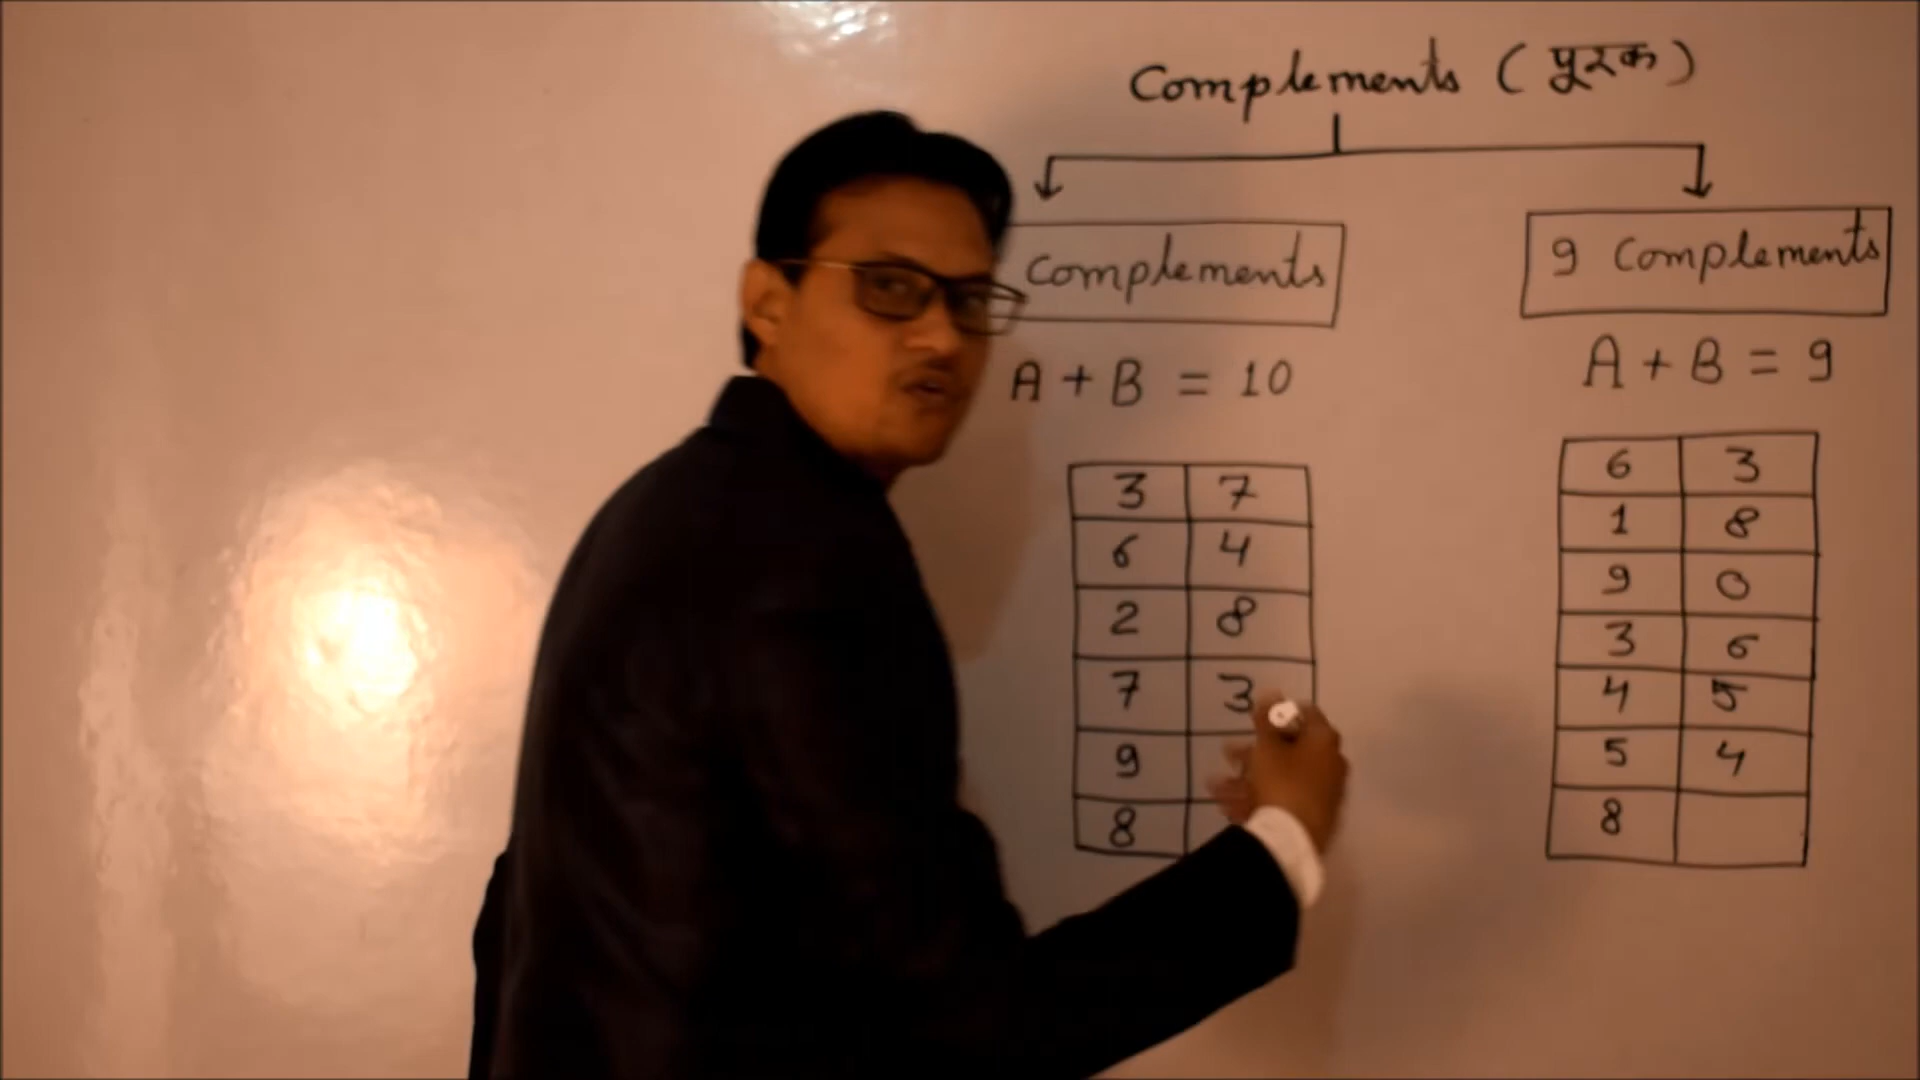 Complements (पूरक)
Complements
A + B = 10
3 7
6 4
2 8
7 3
9
8
9 Complements
A + B = 9
6 3
1 8
9 0
3 6
4 5
5 4
8